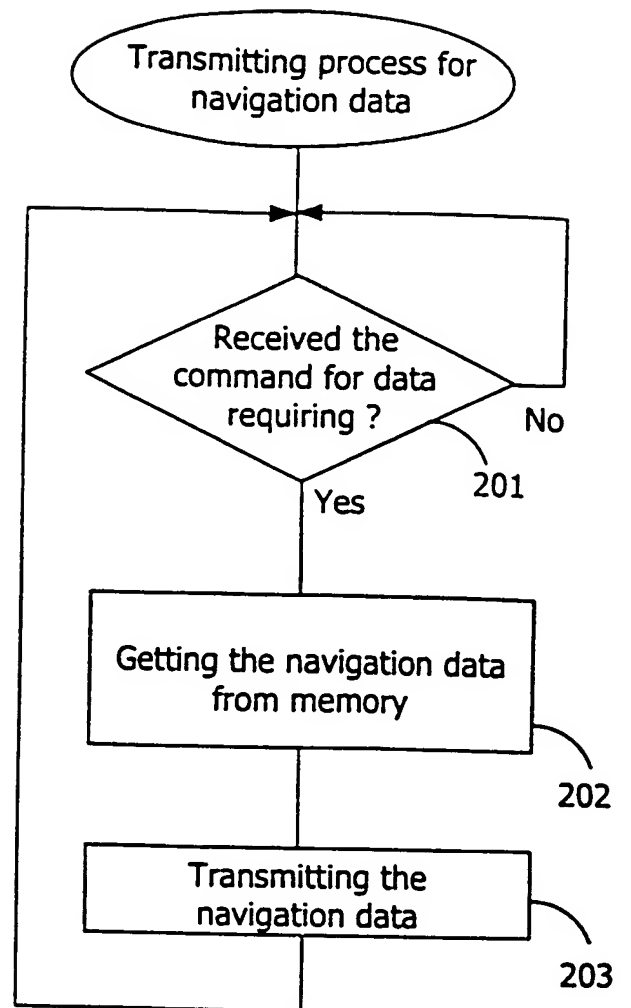 Transmitting process for
navigation data
Received the
command for data
requiring ?
No
201
Yes
Getting the navigation data
from memory
202
Transmitting the
navigation data
203